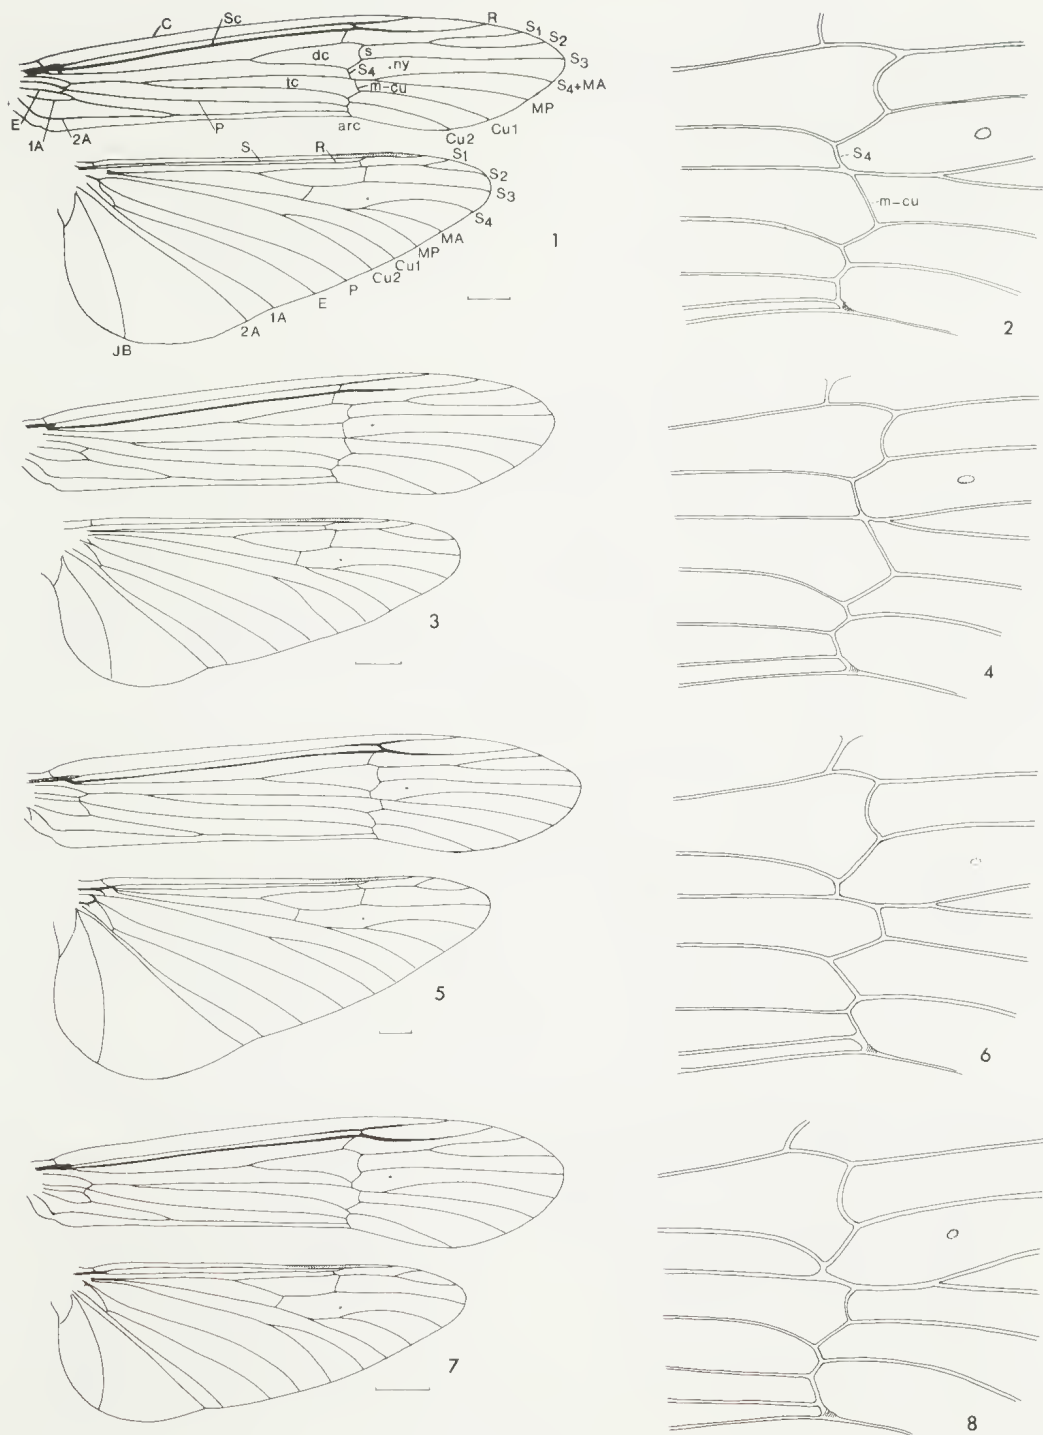 C Sc R S1 S2
dc s .ny S3
S4
tc m-cu S4+MA
E 1A 2A P arc Cu2 Cu1 MP
S R S1
S2
S3
S4
MA
MP
Cu1
Cu2
P
E
1A
2A
JB
1
S4
m-cu
2
3
4
5
6
7
8